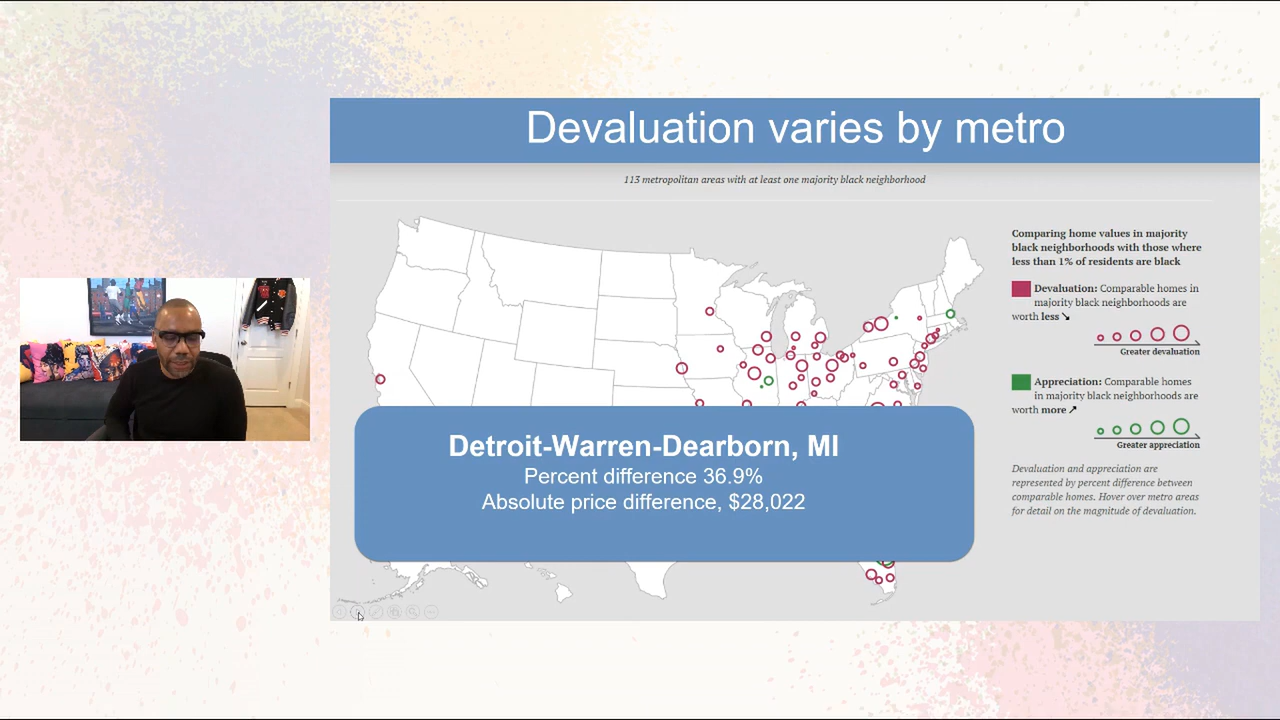 Devaluation varies by metro
113 metropolitan areas with at least one majority black neighborhood
Comparing home values in majority
black neighborhoods with those where
less than 1% of residents are black
Devaluation: Comparable homes in
majority black neighborhoods are
worth less ↘
Greater devaluation
Appreciation: Comparable homes
in majority black neighborhoods are
worth more ↗
Greater appreciation
Devaluation and appreciation are
represented by percent difference between
comparable homes. Hover over metro areas
for detail on the magnitude of devaluation.
Detroit-Warren-Dearborn, MI
Percent difference 36.9%
Absolute price difference, $28,022